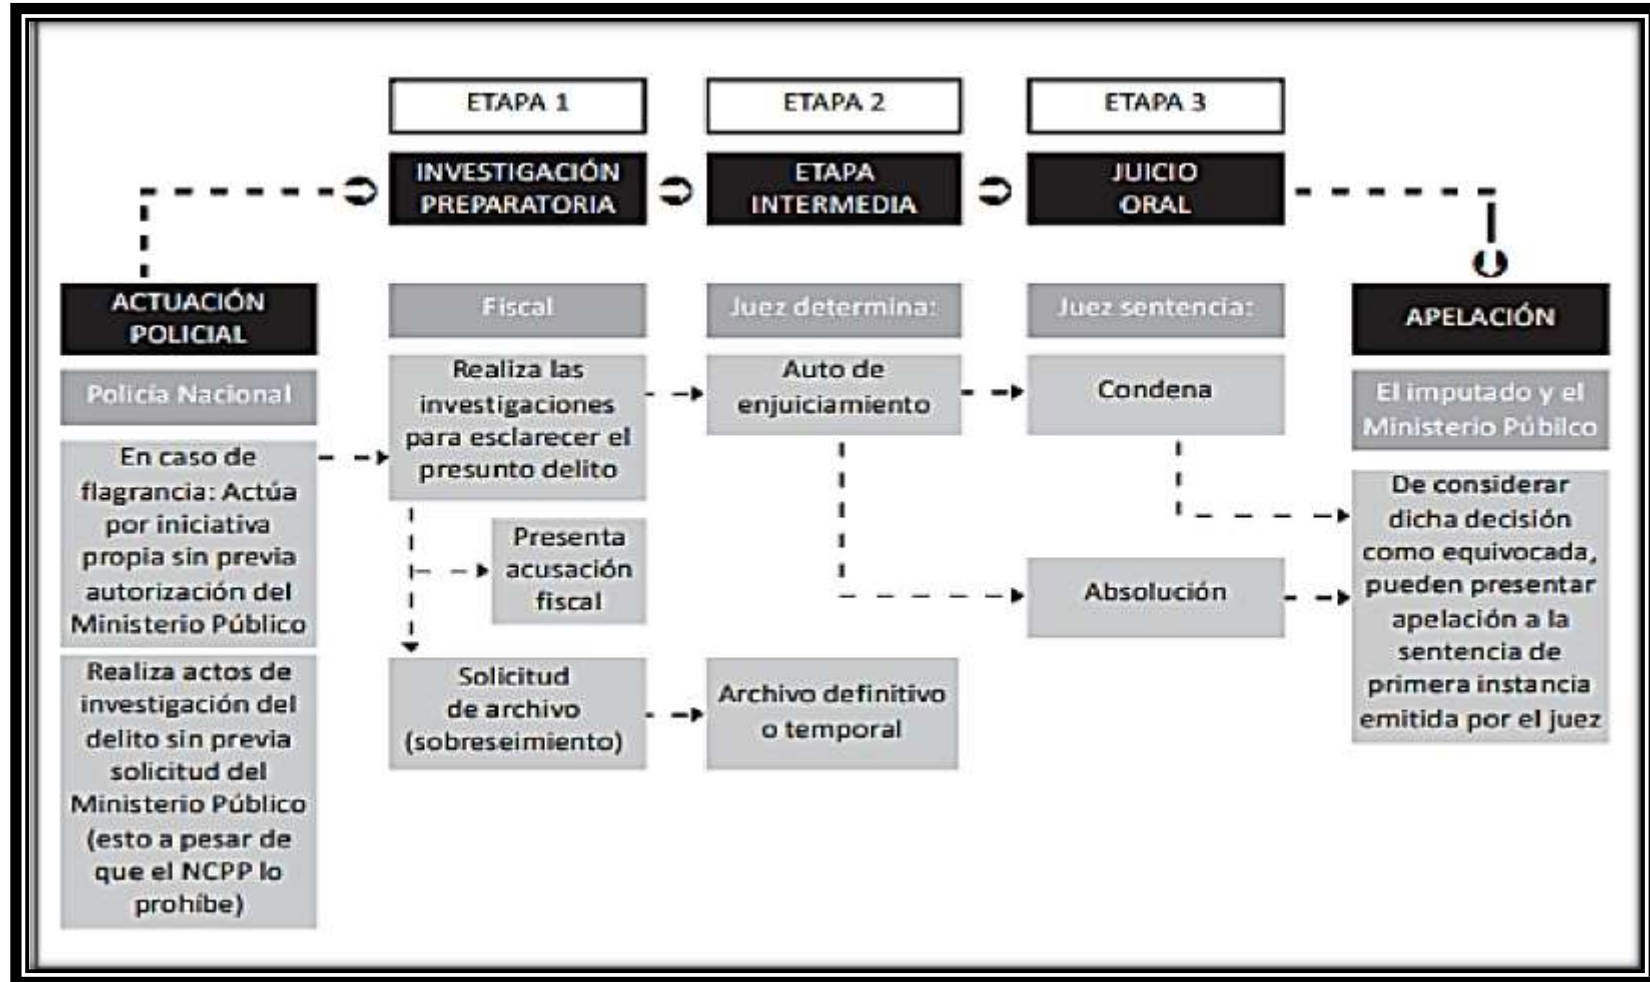 ETAPA 1
INVESTIGACIÓN
PREPARATORIA
ETAPA 2
ETAPA
INTERMEDIA
ETAPA 3
JUICIO
ORAL
ACTUACIÓN
POLICIAL
Policía Nacional
En caso de
flagrancia: Actúa
por iniciativa
propia sin previa
autorización del
Ministerio Público
Realiza actos de
investigación del
delito sin previa
solicitud del
Ministerio Público
(esto a pesar de
que el NCPP lo
prohíbe)
Fiscal
Realiza las
investigaciones
para esclarecer el
presunto delito
Presenta
acusación
fiscal
Solicitud
de archivo
(sobreseimiento)
Juez determina:
Auto de
enjuiciamiento
Archivo definitivo
o temporal
Juez sentencia:
Condena
Absolución
APELACIÓN
El imputado y el
Ministerio Púbilco
De considerar
dicha decisión
como equivocada,
pueden presentar
apelación a la
sentencia de
primera instancia
emitida por el juez